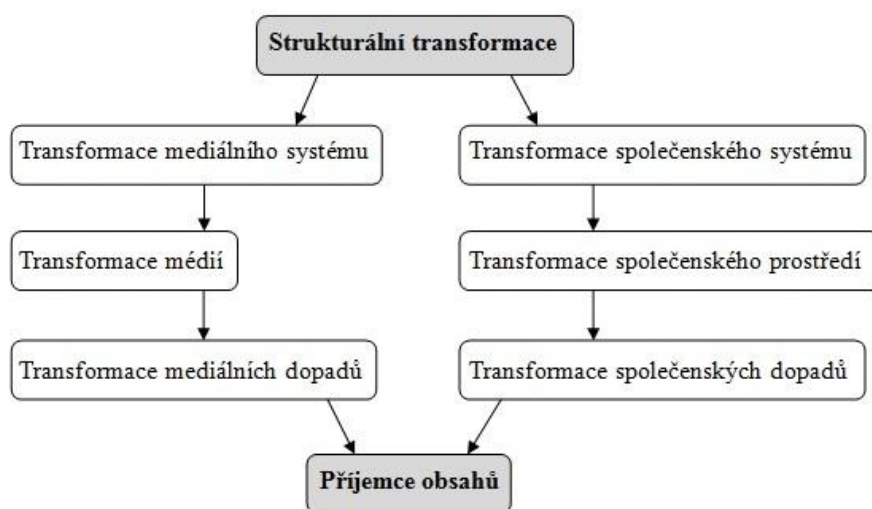 Strukturální transformace
Transformace mediálního systému
Transformace společenského systému
Transformace médií
Transformace společenského prostředí
Transformace mediálních dopadů
Transformace společenských dopadů
Příjemce obsahů